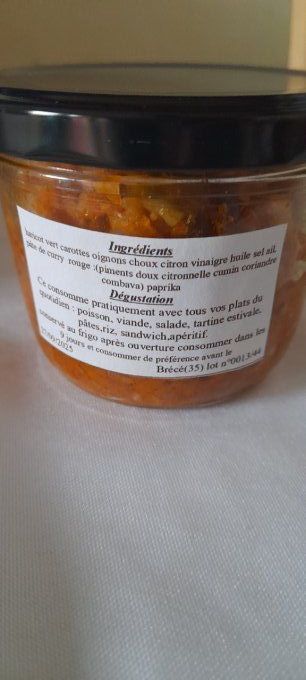 Ingrédients
haricot vert carottes oignons choux citron vinaigre huile sel ail,
pâte de curry rouge :(piments doux citronnelle cumin coriandre
combava) paprika
Dégustation
Ce consomme pratiquement avec tous vos plats du
quotidien : poisson, viande, salade, tartine estivale,
pâtes,riz, sandwich,apéritif.
conservé au frigo après ouverture consommer dans les
9 jours et consommer de préférence avant le
Brécé(35) lot n°0013/44